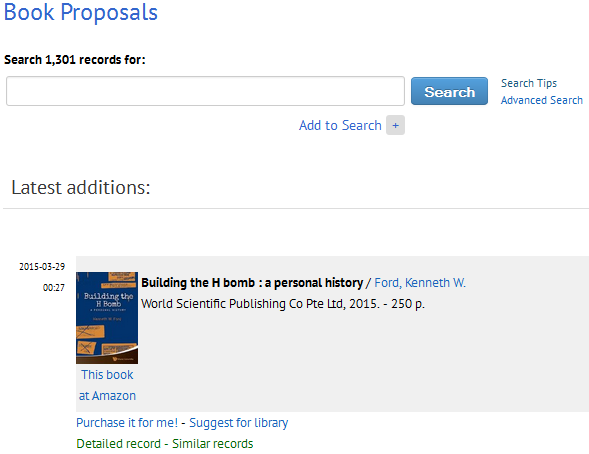 Book Proposals
Search 1,301 records for:
Search
Search Tips
Advanced Search
Add to Search +
Latest additions:
2015-03-29
00:27
Building the H bomb : a personal history / Ford, Kenneth W.
World Scientific Publishing Co Pte Ltd, 2015. - 250 p.
Building the
H Bomb
A PERSONAL HISTORY
This book
at Amazon
Purchase it for me! - Suggest for library
Detailed record - Similar records